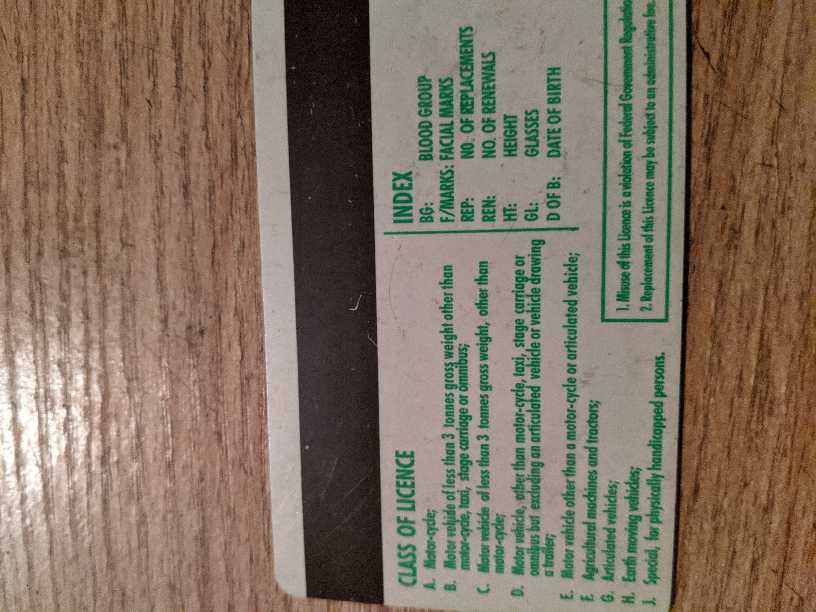 CLASS OF LICENCE
A. Motor-cycle;
B. Motor vehicle of less than 3 tonnes gross weight other than
motor-cycle, taxi, stage carriage or omnibus;
C. Motor vehicle of less than 3 tonnes gross weight, other than
motor-cycle;
D. Motor vehicle, other than motor-cycle, taxi, stage carriage or
omnibus but excluding an articulated vehicle or vehicle drawing
a trailer;
E. Motor vehicle other than a motor-cycle or articulated vehicle;
F. Agricultural machines and tractors;
G. Articulated vehicles;
H. Earth moving vehicles;
J. Special, for physically handicapped persons.
INDEX
BG: BLOOD GROUP
F/MARKS: FACIAL MARKS
REP: NO. OF REPLACEMENTS
REN: NO. OF RENEWALS
HT: HEIGHT
GL: GLASSES
D OF B: DATE OF BIRTH
1. Misuse of this Licence is a violation of Federal Government Regulatio
2. Replacement of this Licence may be subject to an administrative fee.